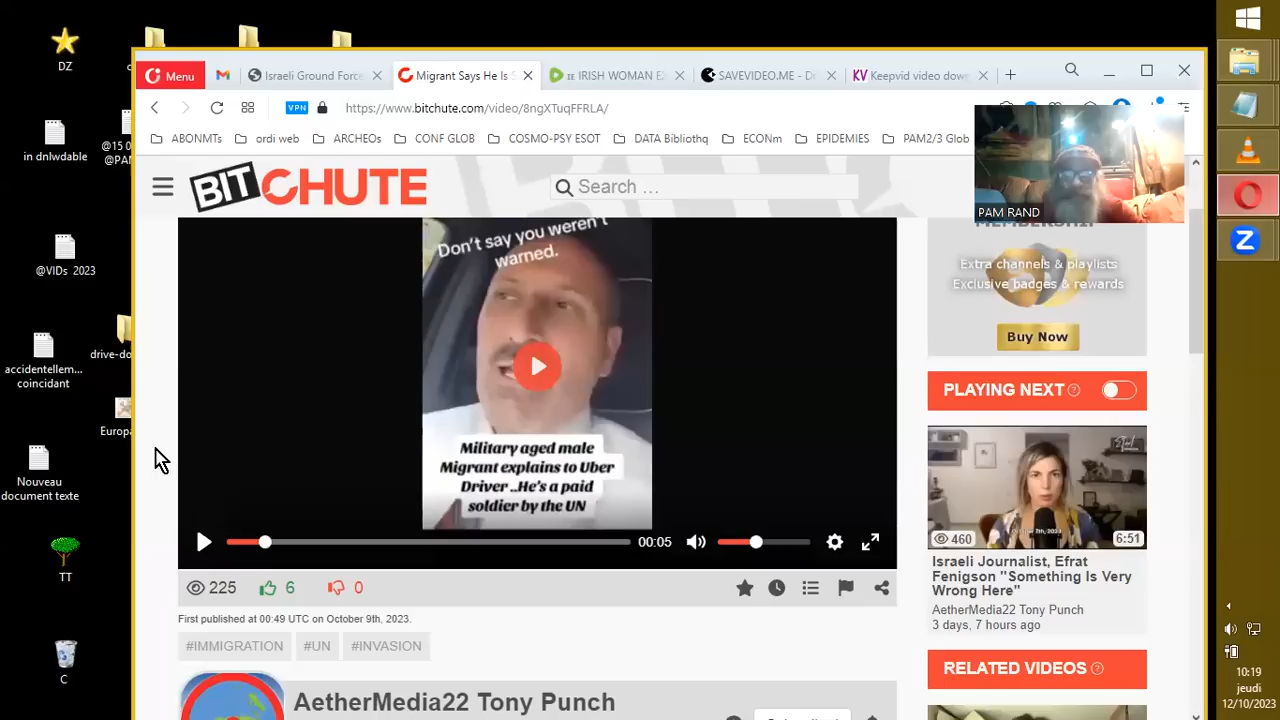 DZ
in dnlwdable
@15 0
@PA
@VIDs 2023
accidentellem...
coincidant
drive-do
Europa
Nouveau
document texte
TT
C
Menu
Israeli Ground Force
Migrant Says He Is S
IRISH WOMAN EX
SAVEVIDEO.ME - D
KV Keepvid video dow
VPN
https://www.bitchute.com/video/8ngXTuqFFRLA/
ABONMTs
ordi web
ARCHEOs
CONF GLOB
COSMO-PSY ESOT
DATA Bibliothq
ECONm
EPIDEMIES
PAM2/3 Glob
PAM RAND
BITCHUTE
Search ...
Don't say you weren't
warned.
Military aged male
Migrant explains to Uber
Driver ..He's a paid
soldier by the UN
00:05
225
6
0
First published at 00:49 UTC on October 9th, 2023.
#IMMIGRATION
#UN
#INVASION
AetherMedia22 Tony Punch
MEMBERSHIP
Extra channels & playlists
Exclusive badges & rewards
Buy Now
PLAYING NEXT
460
6:51
Israeli Journalist, Efrat
Fenigson "Something Is Very
Wrong Here"
AetherMedia22 Tony Punch
3 days, 7 hours ago
RELATED VIDEOS
10:19
jeudi
12/10/2023